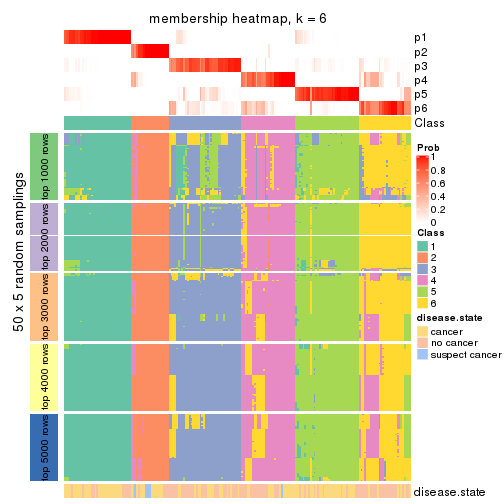 membership heatmap, k = 6
p1
p2
p3
p4
p5
p6
Class
50 x 5 random samplings
top 1000 rows
top 2000 rows
top 3000 rows
top 4000 rows
top 5000 rows
Prob
1
0.8
0.6
0.4
0.2
0
Class
1
2
3
4
5
6
disease.state
cancer
no cancer
suspect cancer
disease.state